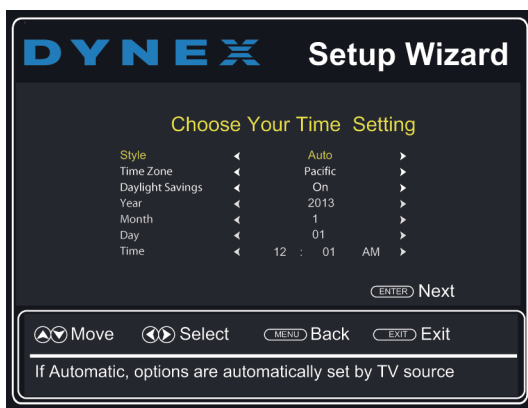 DYNEX Setup Wizard
Choose Your Time Setting
Style Auto
Time Zone Pacific
Daylight Savings On
Year 2013
Month 1
Day 01
Time 12 : 01 AM
ENTER Next
Move Select MENU Back EXIT Exit
If Automatic, options are automatically set by TV source